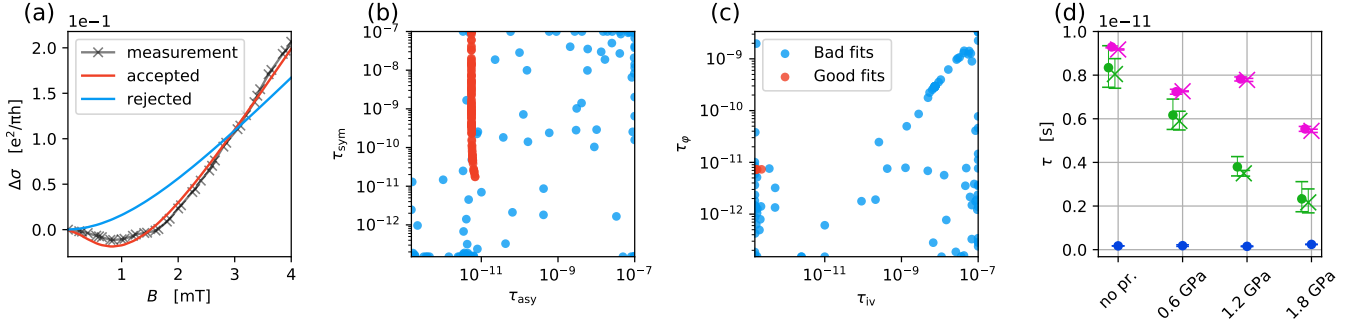 (a)
1e−1
2.0
1.5
1.0
0.5
0.0
Δσ [e²/πh]
measurement
accepted
rejected
1 2 3 4
B [mT]
(b)
10⁻⁷
10⁻⁸
10⁻⁹
10⁻¹⁰
10⁻¹¹
10⁻¹²
τsym
10⁻¹¹ 10⁻⁹ 10⁻⁷
τasy
(c)
10⁻⁹
10⁻¹⁰
10⁻¹¹
10⁻¹²
τφ
Bad fits
Good fits
10⁻¹¹ 10⁻⁹ 10⁻⁷
τiv
(d)
1e−11
1.0
0.8
0.6
0.4
0.2
0.0
τ [s]
no pr. 0.6 GPa 1.2 GPa 1.8 GPa